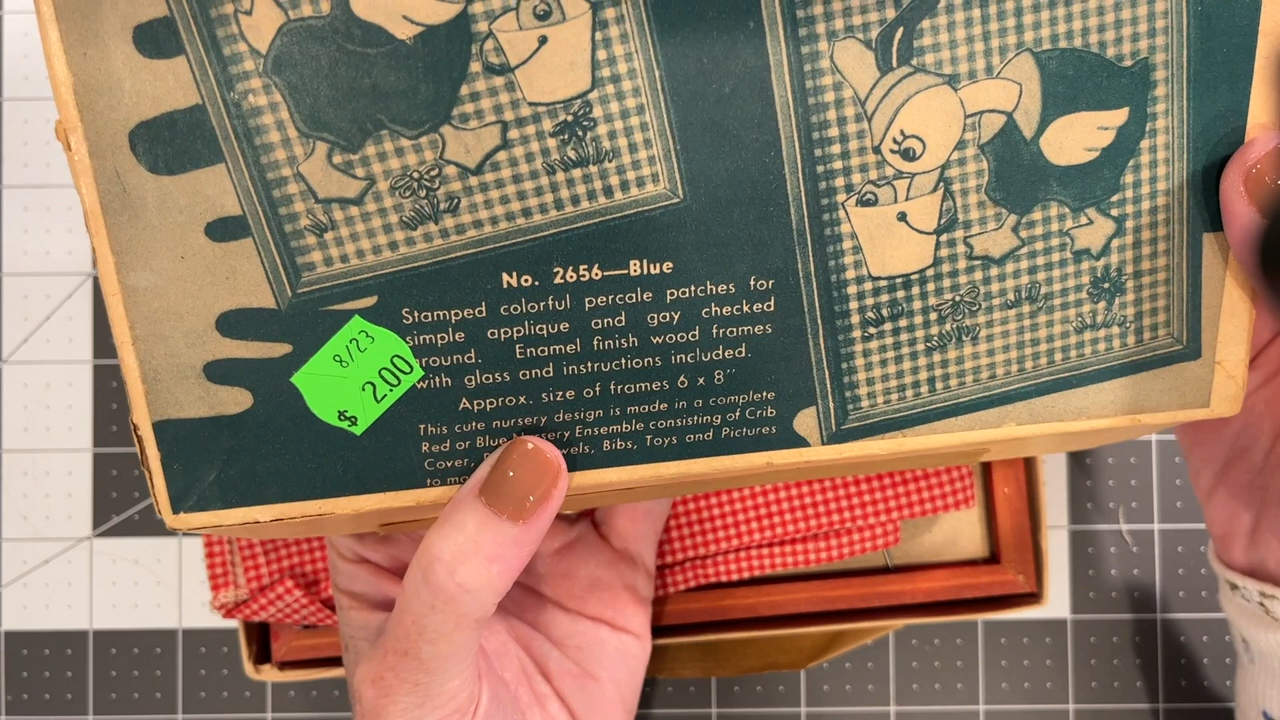 No. 2656—Blue
Stamped colorful percale patches for
simple applique and gay checked
ground. Enamel finish wood frames
with glass and instructions included.
Approx. size of frames 6 x 8"
This cute nursery design is made in a complete
Red or Blue Nursery Ensemble consisting of Crib
Cover, Bibs, Toys and Pictures
to
8/23
$ 2.00